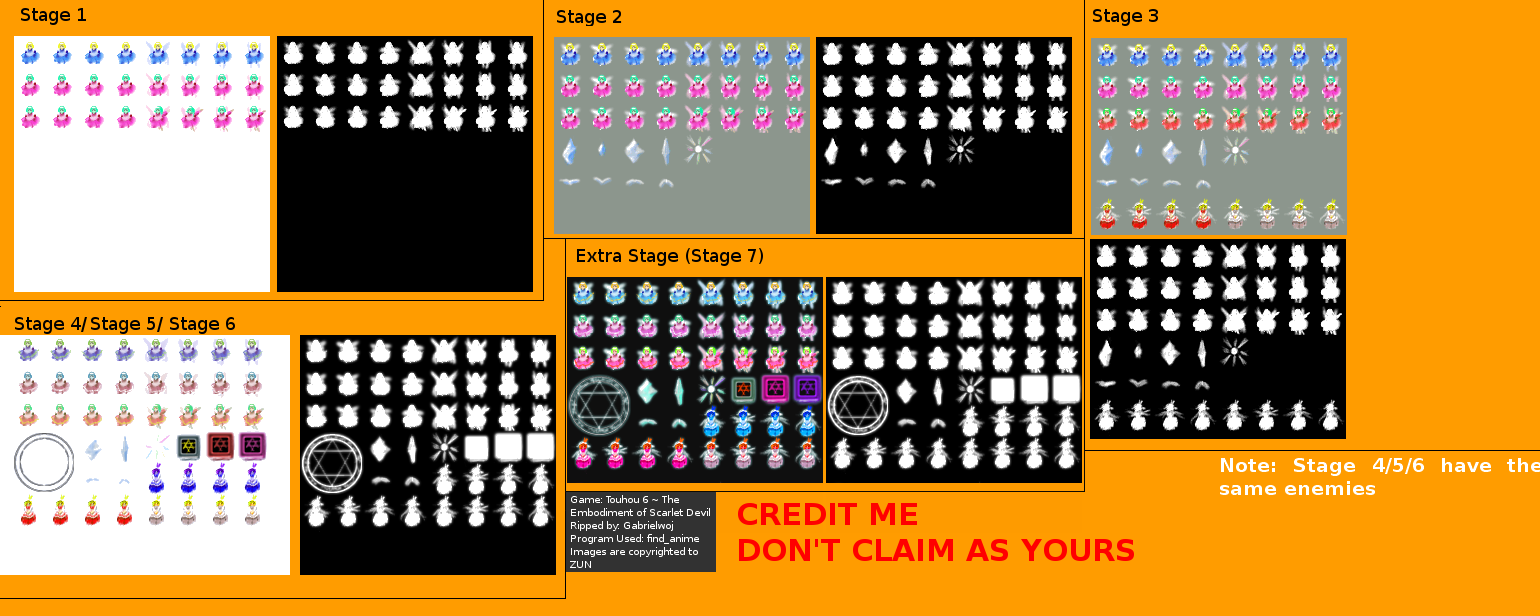 Stage 1
Stage 2
Stage 3
Extra Stage (Stage 7)
Stage 4/Stage 5/ Stage 6
Note: Stage 4/5/6 have the
same enemies
Game: Touhou 6 ~ The
Embodiment of Scarlet Devil
Ripped by: Gabrielwoj
Program Used: find_anime
Images are copyrighted to
ZUN
CREDIT ME
DON'T CLAIM AS YOURS